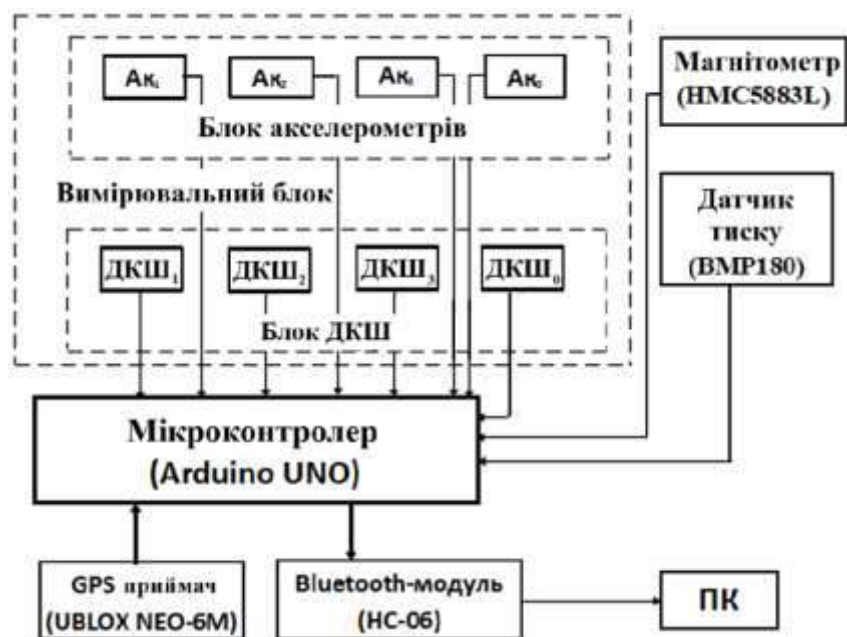 Ак₁ Ак₂ Ак₃ Ак₀
Блок акселерометрів
Вимірювальний блок
ДКШ₁ ДКШ₂ ДКШ₃ ДКШ₀
Блок ДКШ
Магнітометр
(HMC5883L)
Датчик
тиску
(BMP180)
Мікроконтролер
(Arduino UNO)
GPS приймач
(UBLOX NEO-6M)
Bluetooth-модуль
(HC-06)
ПК